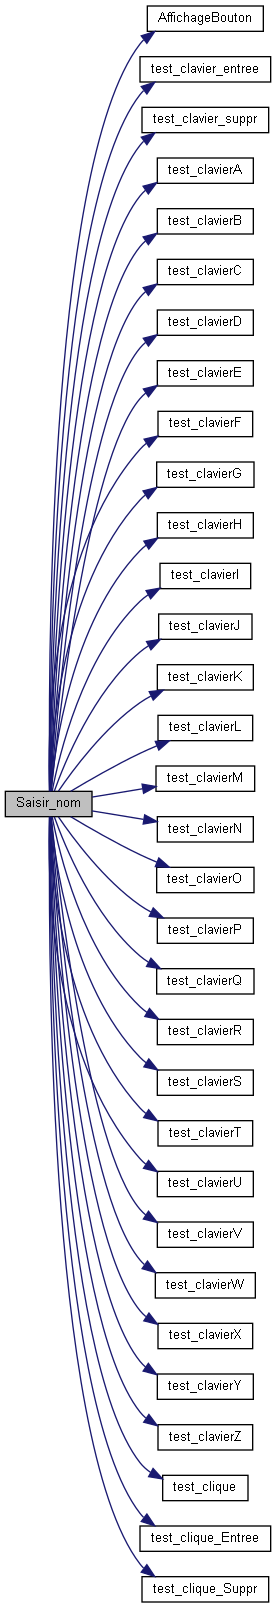 AffichageBouton
test_clavier_entree
test_clavier_suppr
test_clavierA
test_clavierB
test_clavierC
test_clavierD
test_clavierE
test_clavierF
test_clavierG
test_clavierH
test_clavierI
test_clavierJ
test_clavierK
test_clavierL
test_clavierM
Saisir_nom
test_clavierN
test_clavierO
test_clavierP
test_clavierQ
test_clavierR
test_clavierS
test_clavierT
test_clavierU
test_clavierV
test_clavierW
test_clavierX
test_clavierY
test_clavierZ
test_clique
test_clique_Entree
test_clique_Suppr